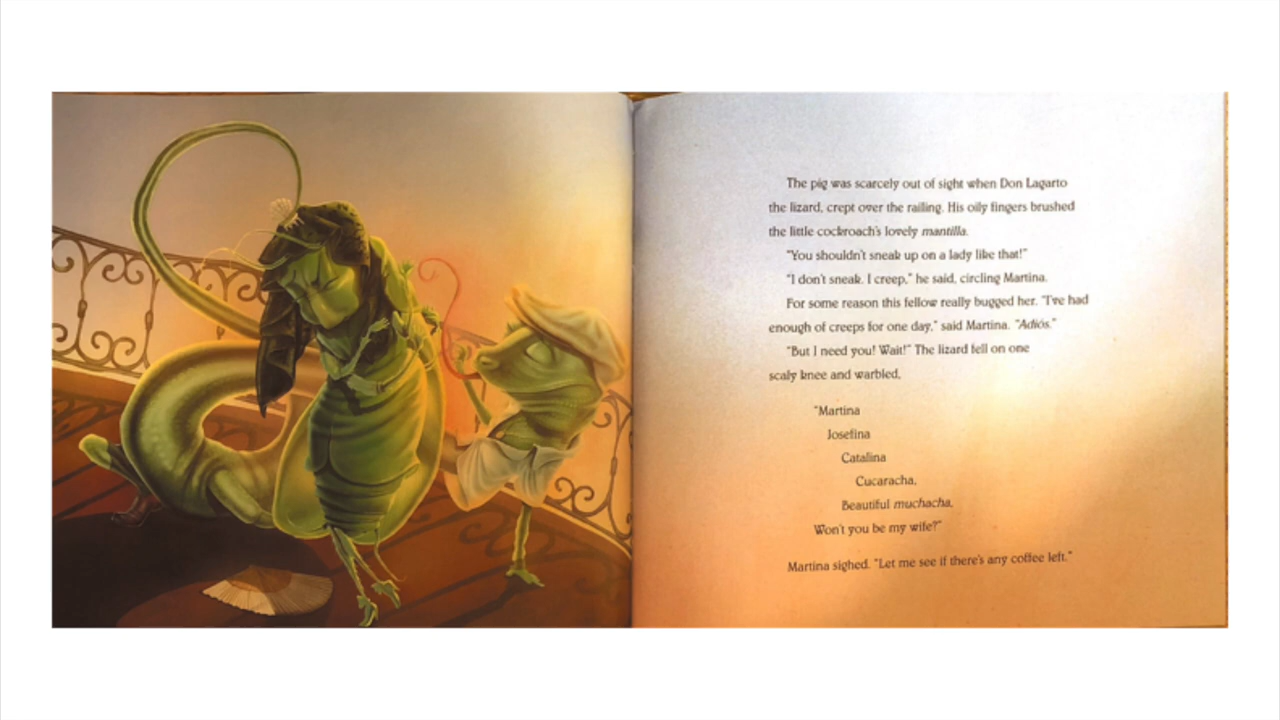 The pig was scarcely out of sight when Don Lagarto
the lizard, crept over the railing. His oily fingers brushed
the little cockroach's lovely mantilla.
"You shouldn't sneak up on a lady like that!"
"I don't sneak. I creep," he said, circling Martina.
For some reason this fellow really bugged her. "I've had
enough of creeps for one day," said Martina. "Adiós."
"But I need you! Wait!" The lizard fell on one
scaly knee and warbled,
"Martina
Josefina
Catalina
Cucaracha,
Beautiful muchacha,
Won't you be my wife?"
Martina sighed. "Let me see if there's any coffee left."